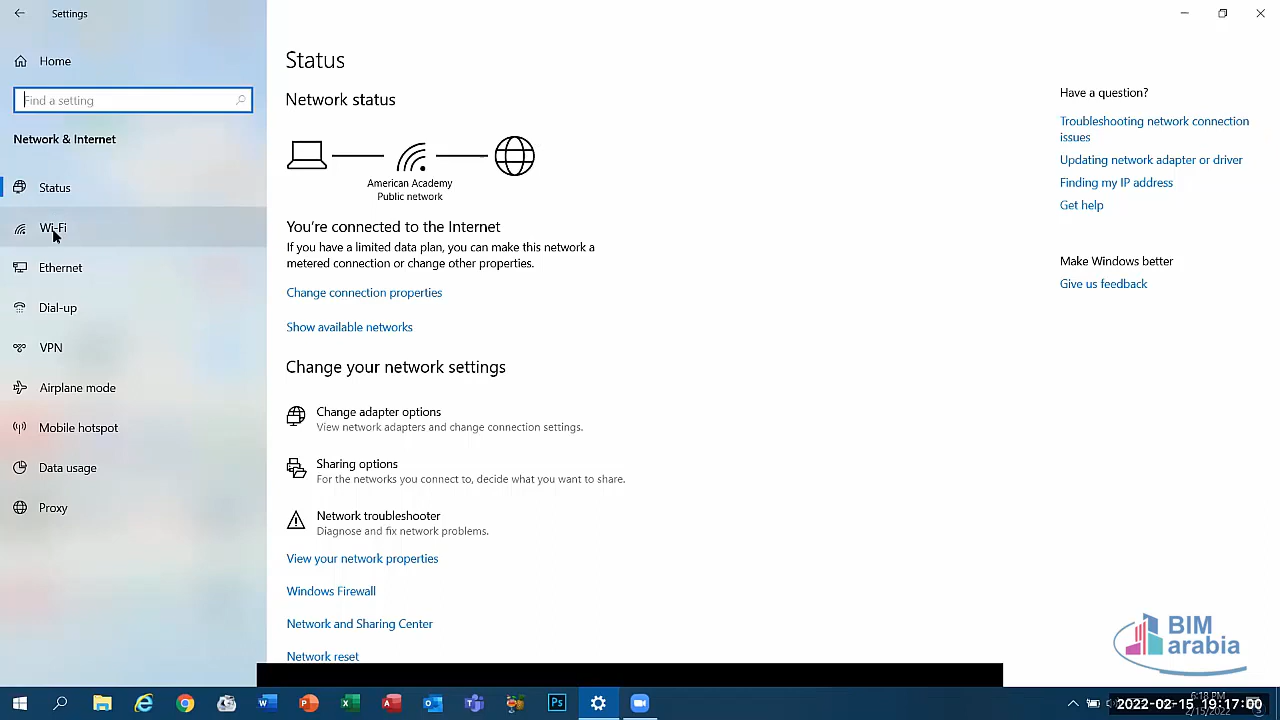 Settings
Home
Find a setting
Network & Internet
Status
Wi-Fi
Ethernet
Dial-up
VPN
Airplane mode
Mobile hotspot
Data usage
Proxy
Status
Network status
American Academy
Public network
You're connected to the Internet
If you have a limited data plan, you can make this network a
metered connection or change other properties.
Change connection properties
Show available networks
Change your network settings
Change adapter options
View network adapters and change connection settings.
Sharing options
For the networks you connect to, decide what you want to share.
Network troubleshooter
Diagnose and fix network problems.
View your network properties
Windows Firewall
Network and Sharing Center
Network reset
Have a question?
Troubleshooting network connection
issues
Updating network adapter or driver
Finding my IP address
Get help
Make Windows better
Give us feedback
BIM
arabia
6:18 PM
2022-02-15 19:17:00
2/15/2022